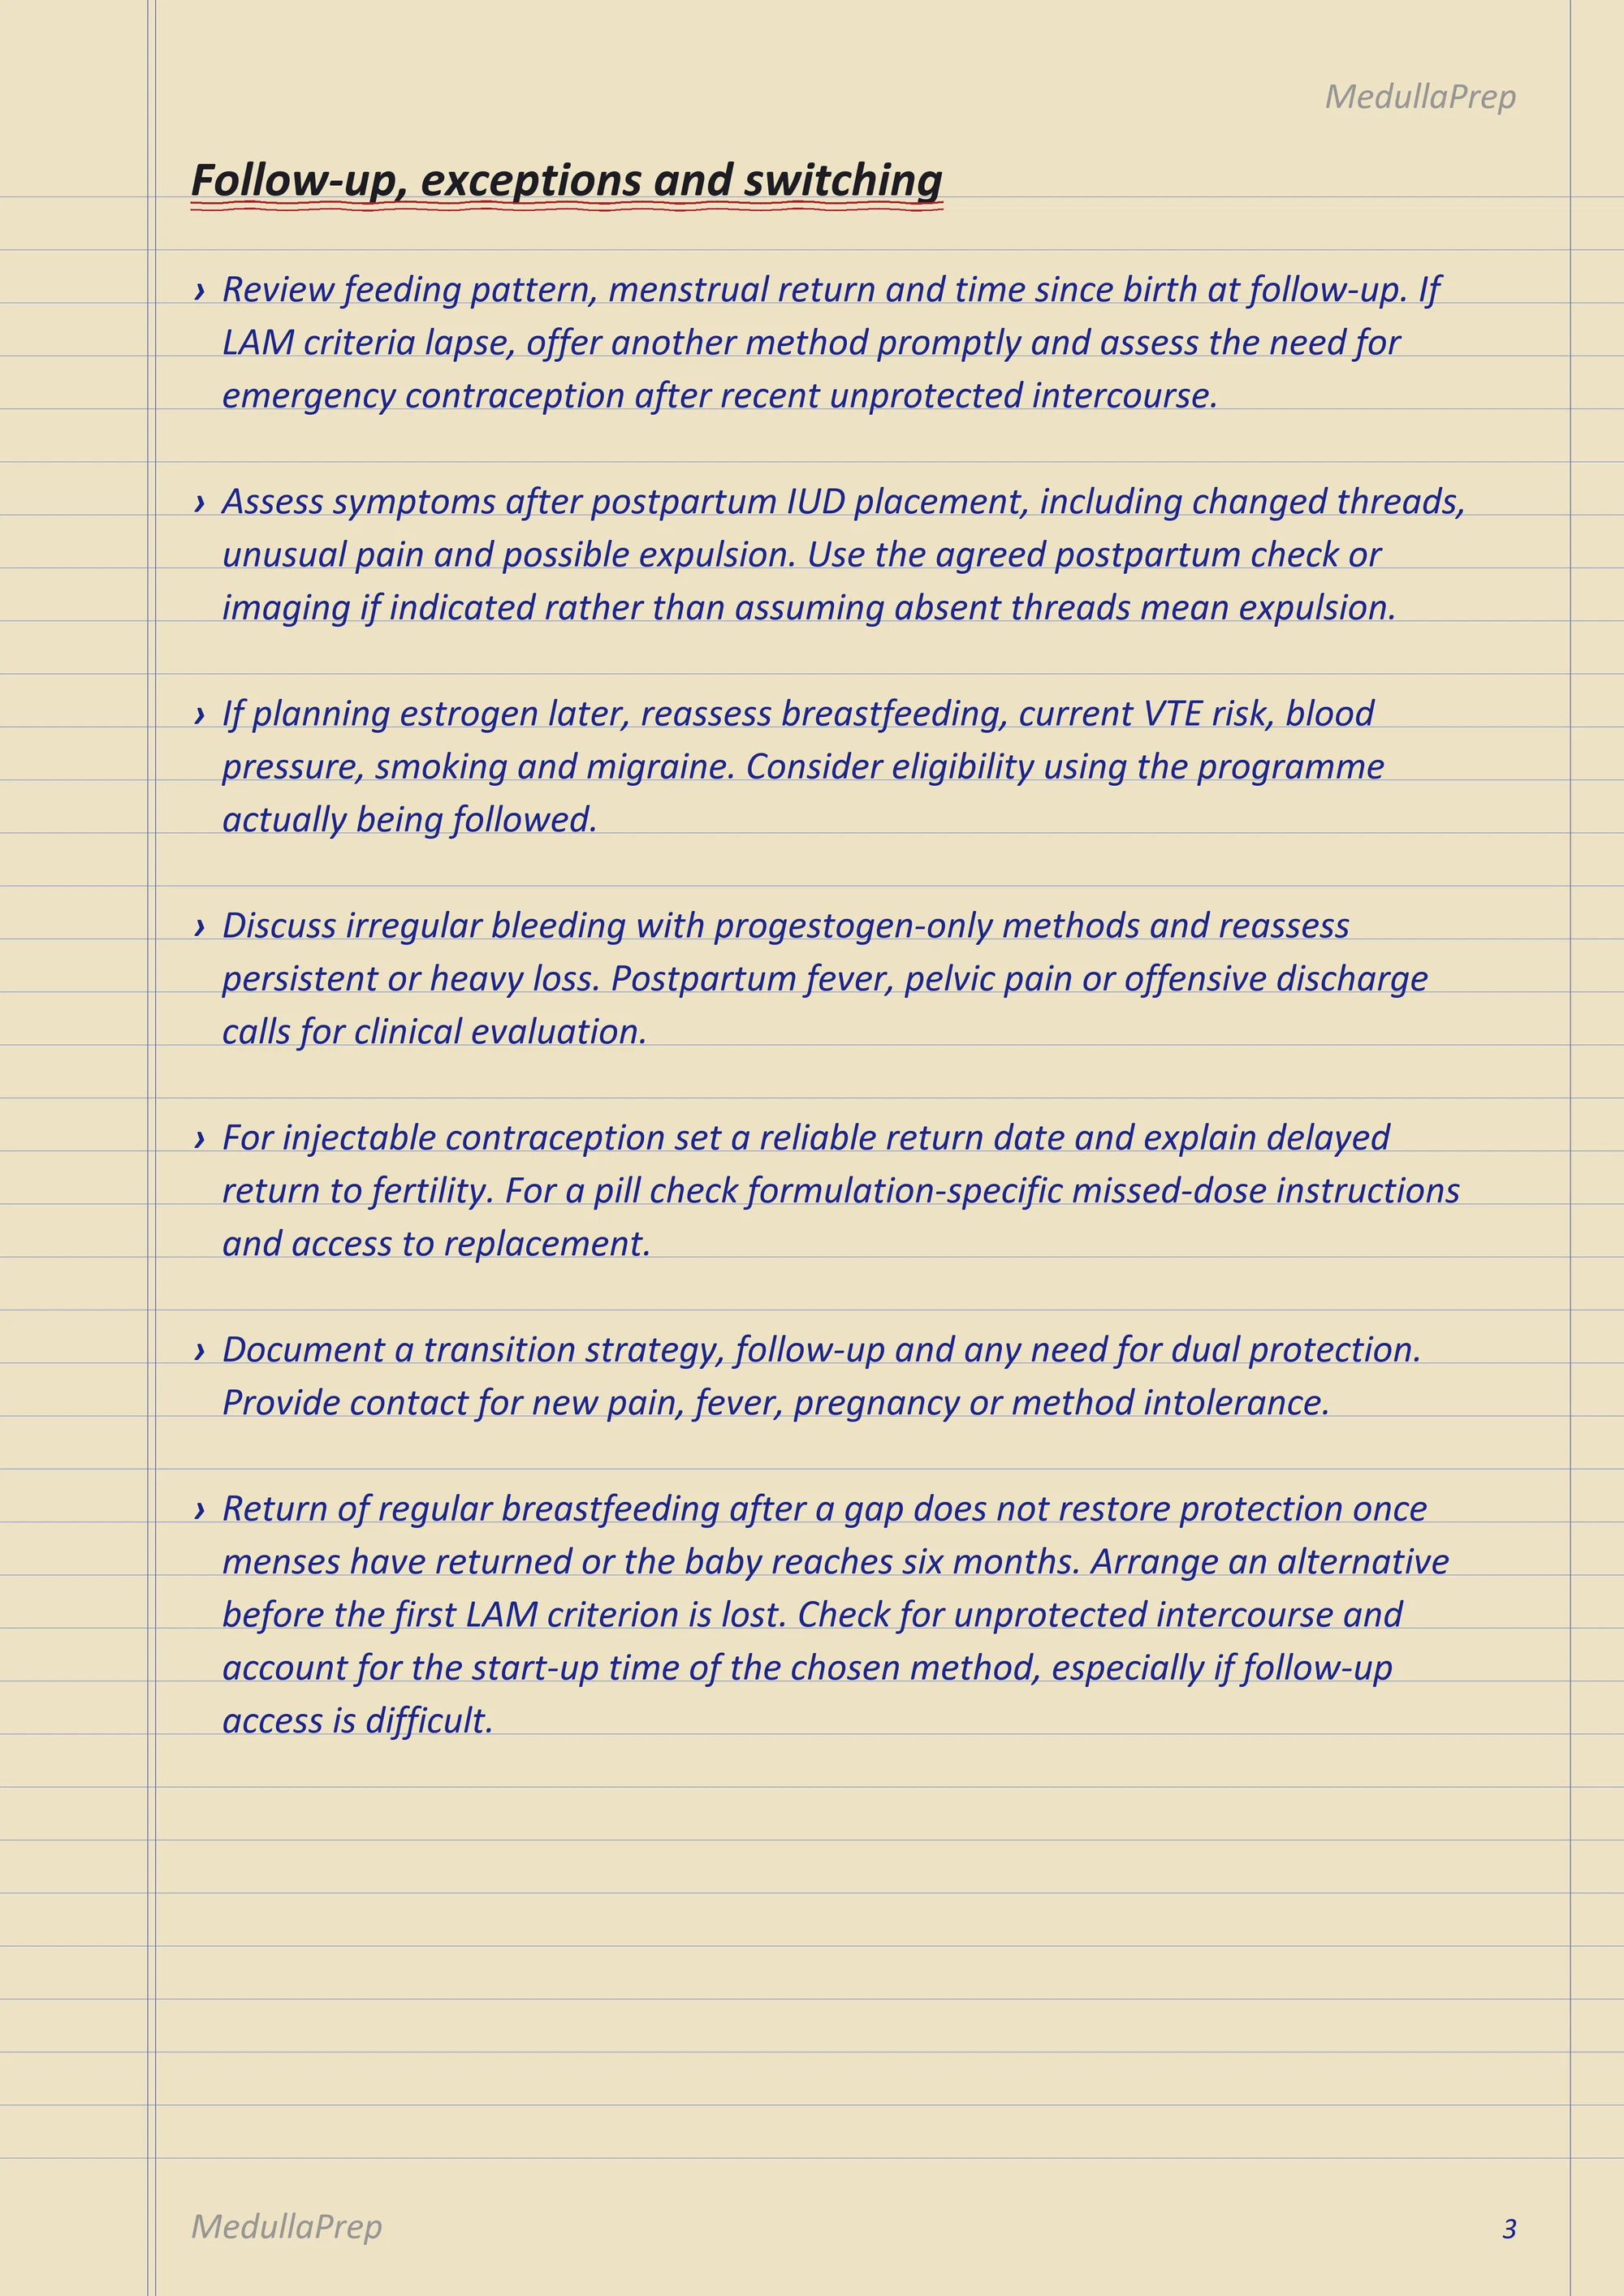 MedullaPrep
Follow-up, exceptions and switching
› Review feeding pattern, menstrual return and time since birth at follow-up. If
LAM criteria lapse, offer another method promptly and assess the need for
emergency contraception after recent unprotected intercourse.
› Assess symptoms after postpartum IUD placement, including changed threads,
unusual pain and possible expulsion. Use the agreed postpartum check or
imaging if indicated rather than assuming absent threads mean expulsion.
› If planning estrogen later, reassess breastfeeding, current VTE risk, blood
pressure, smoking and migraine. Consider eligibility using the programme
actually being followed.
› Discuss irregular bleeding with progestogen-only methods and reassess
persistent or heavy loss. Postpartum fever, pelvic pain or offensive discharge
calls for clinical evaluation.
› For injectable contraception set a reliable return date and explain delayed
return to fertility. For a pill check formulation-specific missed-dose instructions
and access to replacement.
› Document a transition strategy, follow-up and any need for dual protection.
Provide contact for new pain, fever, pregnancy or method intolerance.
› Return of regular breastfeeding after a gap does not restore protection once
menses have returned or the baby reaches six months. Arrange an alternative
before the first LAM criterion is lost. Check for unprotected intercourse and
account for the start-up time of the chosen method, especially if follow-up
access is difficult.
MedullaPrep
3